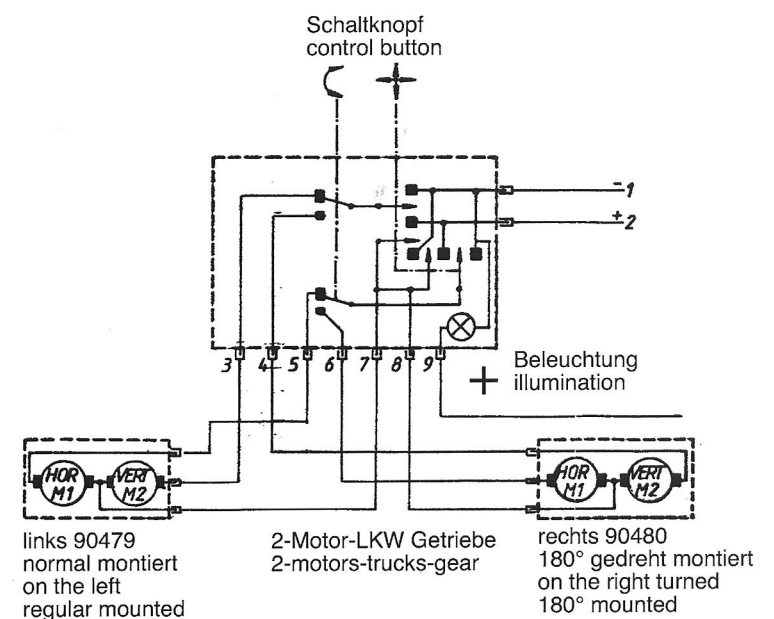 Schaltknopf
control button
- 1
+ 2
3 4 5 6 7 8 9
Beleuchtung
+ illumination
HOR M1
VERT M2
HOR M1
VERT M2
links 90479
normal montiert
on the left
regular mounted
2-Motor-LKW Getriebe
2-motors-trucks-gear
rechts 90480
180° gedreht montiert
on the right turned
180° mounted